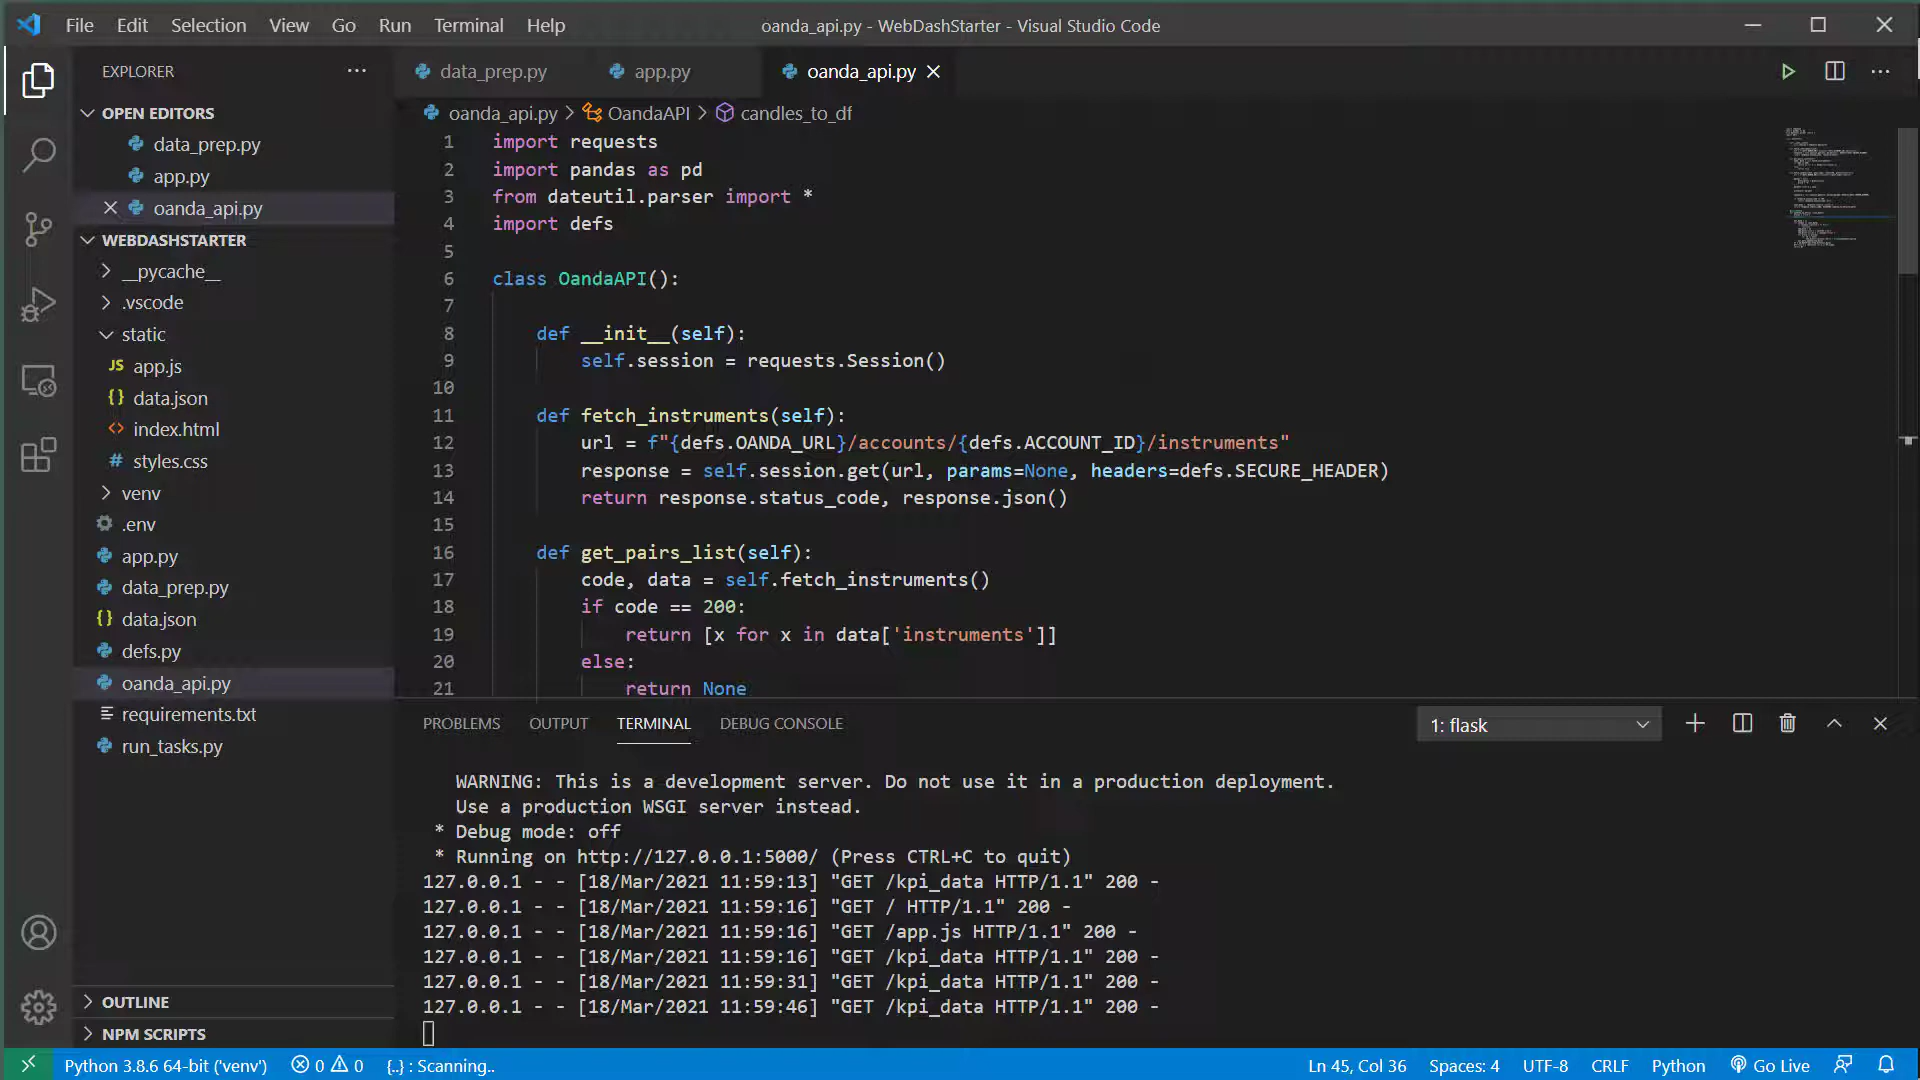 File Edit Selection View Go Run Terminal Help oanda_api.py - WebDashStarter - Visual Studio Code
EXPLORER
OPEN EDITORS
data_prep.py
app.py
oanda_api.py
WEBDASHSTARTER
__pycache__
.vscode
static
JS app.js
{} data.json
<> index.html
# styles.css
venv
.env
app.py
data_prep.py
{} data.json
defs.py
oanda_api.py
requirements.txt
run_tasks.py
OUTLINE
NPM SCRIPTS
data_prep.py app.py oanda_api.py
oanda_api.py > OandaAPI > candles_to_df
1 import requests
2 import pandas as pd
3 from dateutil.parser import *
4 import defs
5
6 class OandaAPI():
7
8 def __init__(self):
9 self.session = requests.Session()
10
11 def fetch_instruments(self):
12 url = f"{defs.OANDA_URL}/accounts/{defs.ACCOUNT_ID}/instruments"
13 response = self.session.get(url, params=None, headers=defs.SECURE_HEADER)
14 return response.status_code, response.json()
15
16 def get_pairs_list(self):
17 code, data = self.fetch_instruments()
18 if code == 200:
19 return [x for x in data['instruments']]
20 else:
21 return None
PROBLEMS OUTPUT TERMINAL DEBUG CONSOLE 1: flask
WARNING: This is a development server. Do not use it in a production deployment.
Use a production WSGI server instead.
* Debug mode: off
* Running on http://127.0.0.1:5000/ (Press CTRL+C to quit)
127.0.0.1 - - [18/Mar/2021 11:59:13] "GET /kpi_data HTTP/1.1" 200 -
127.0.0.1 - - [18/Mar/2021 11:59:16] "GET / HTTP/1.1" 200 -
127.0.0.1 - - [18/Mar/2021 11:59:16] "GET /app.js HTTP/1.1" 200 -
127.0.0.1 - - [18/Mar/2021 11:59:16] "GET /kpi_data HTTP/1.1" 200 -
127.0.0.1 - - [18/Mar/2021 11:59:31] "GET /kpi_data HTTP/1.1" 200 -
127.0.0.1 - - [18/Mar/2021 11:59:46] "GET /kpi_data HTTP/1.1" 200 -
Python 3.8.6 64-bit ('venv') 0 0 {..} : Scanning.. Ln 45, Col 36 Spaces: 4 UTF-8 CRLF Python Go Live